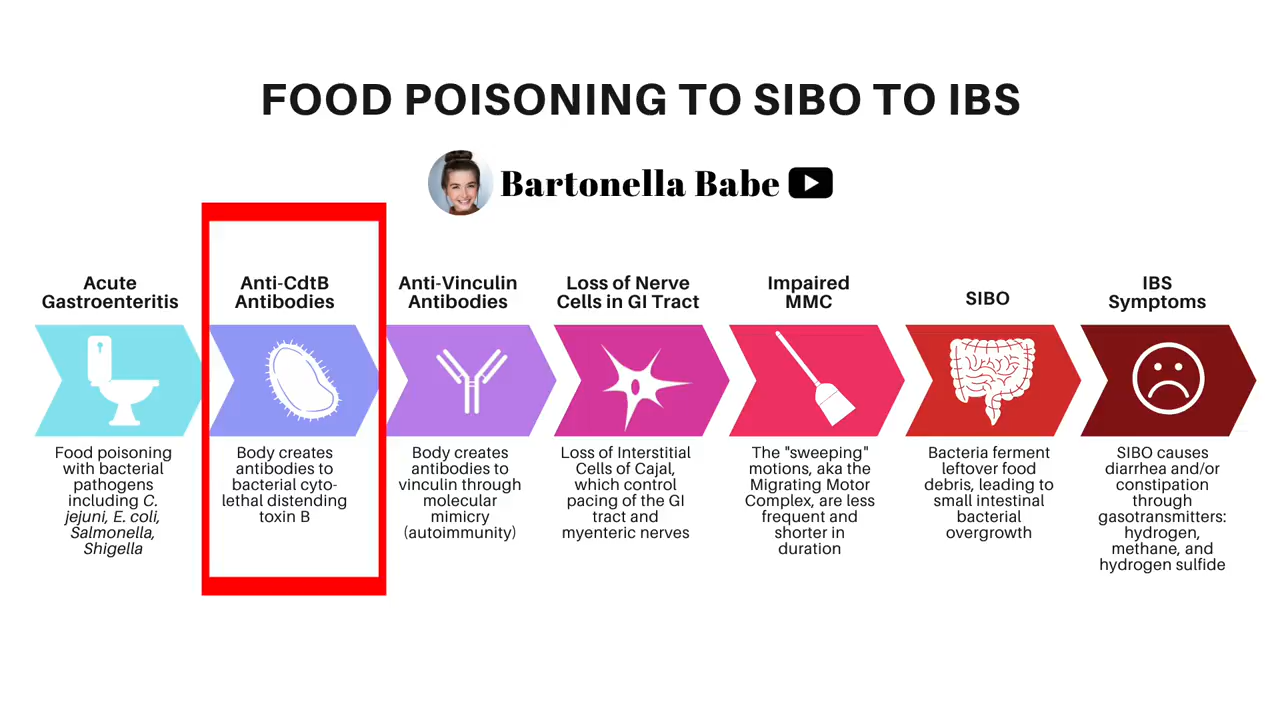 FOOD POISONING TO SIBO TO IBS
Bartonella Babe
Acute
Gastroenteritis
Food poisoning
with bacterial
pathogens
including C.
jejuni, E. coli,
Salmonella,
Shigella
Anti-CdtB
Antibodies
Body creates
antibodies to
bacterial cyto-
lethal distending
toxin B
Anti-Vinculin
Antibodies
Body creates
antibodies to
vinculin through
molecular
mimicry
(autoimmunity)
Loss of Nerve
Cells in GI Tract
Loss of Interstitial
Cells of Cajal,
which control
pacing of the GI
tract and
myenteric nerves
Impaired
MMC
The "sweeping"
motions, aka the
Migrating Motor
Complex, are less
frequent and
shorter in
duration
SIBO
Bacteria ferment
leftover food
debris, leading to
small intestinal
bacterial
overgrowth
IBS
Symptoms
SIBO causes
diarrhea and/or
constipation
through
gasotransmitters:
hydrogen,
methane, and
hydrogen sulfide